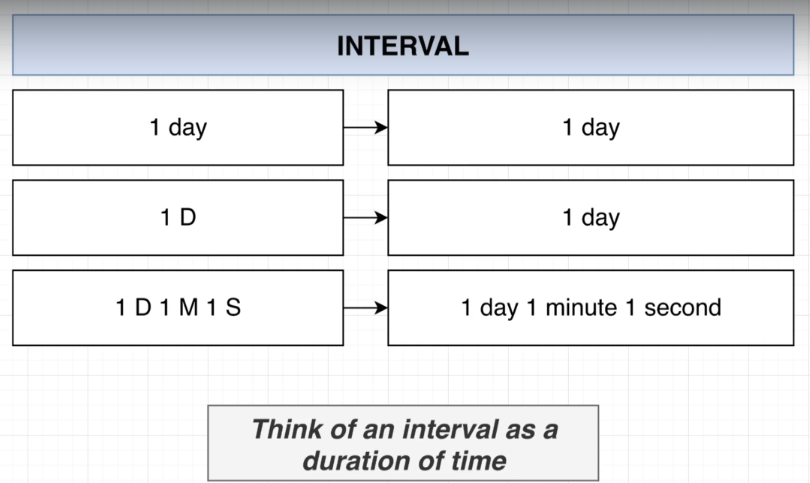 INTERVAL
1 day
1 day
1 D
1 day
1 D 1 M 1 S
1 day 1 minute 1 second
Think of an interval as a
duration of time